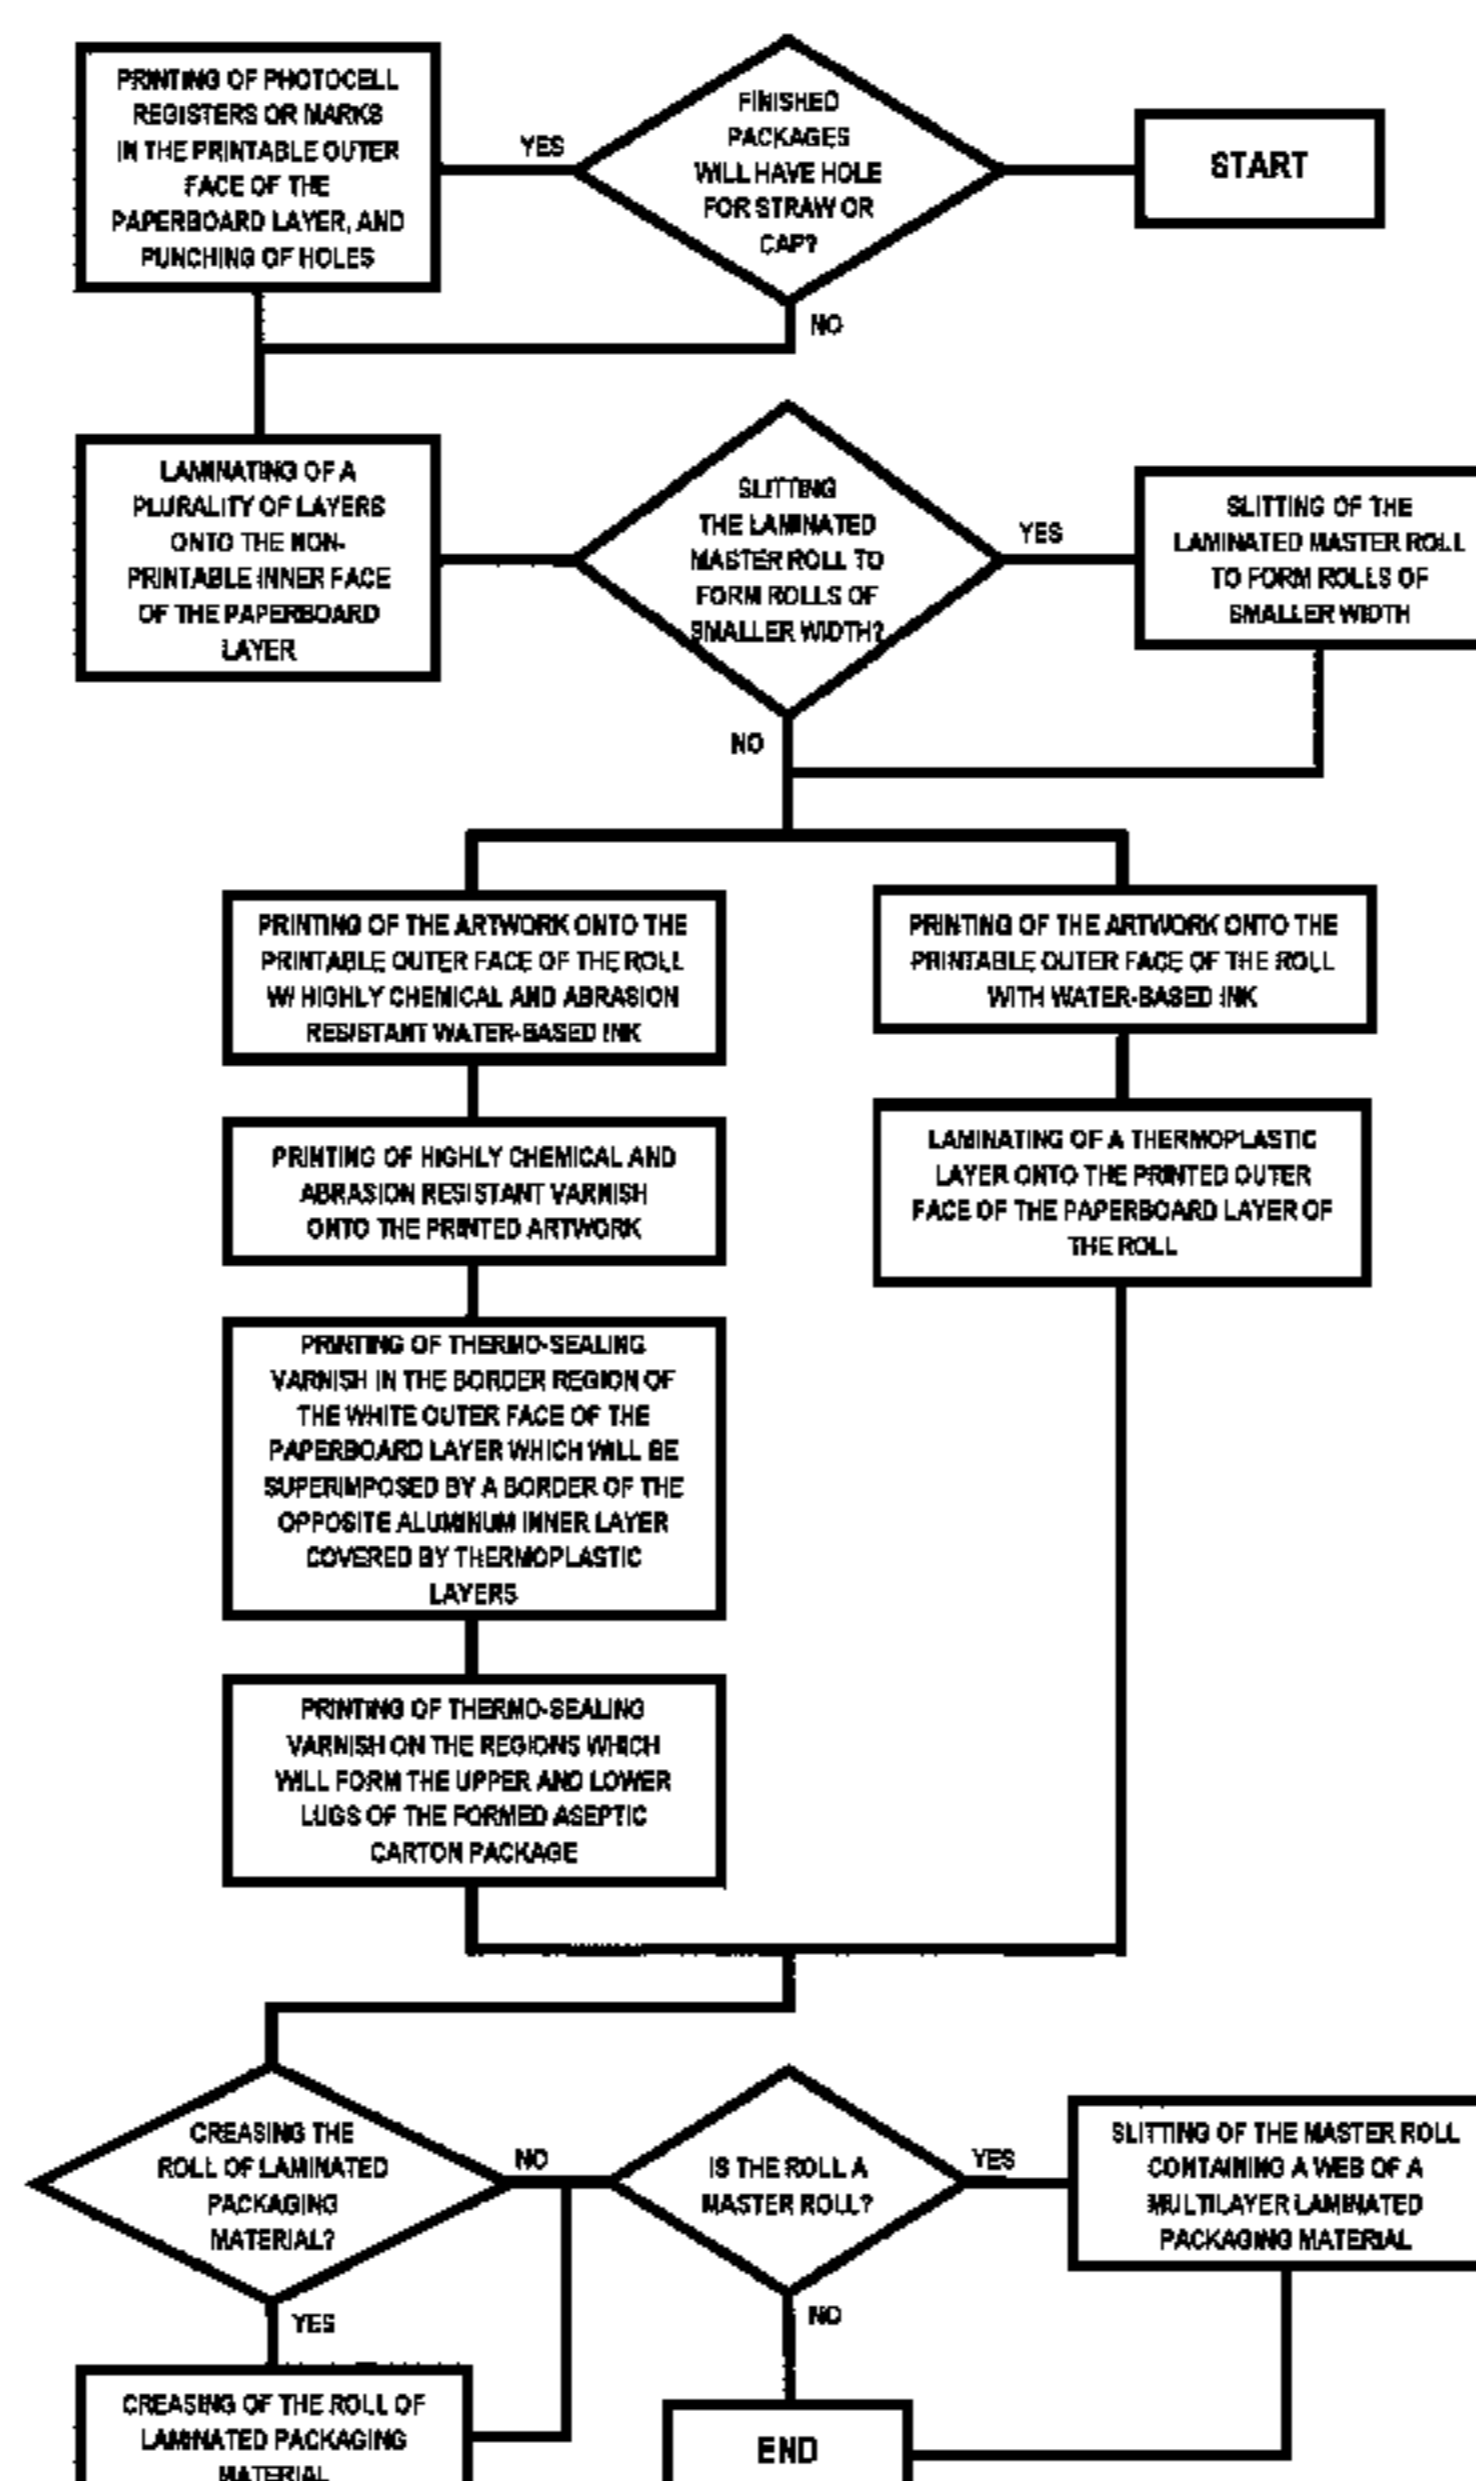 START
FINISHED
PACKAGES
WILL HAVE HOLE
FOR STRAW OR
CAP?
YES
NO
PRINTING OF PHOTOCELL
REGISTERS OR MARKS
IN THE PRINTABLE OUTER
FACE OF THE
PAPERBOARD LAYER, AND
PUNCHING OF HOLES
LAMINATING OF A
PLURALITY OF LAYERS
ONTO THE NON-
PRINTABLE INNER FACE
OF THE PAPERBOARD
LAYER
SLITTING
THE LAMINATED
MASTER ROLL TO
FORM ROLLS OF
SMALLER WIDTH?
YES
NO
SLITTING OF THE
LAMINATED MASTER ROLL
TO FORM ROLLS OF
SMALLER WIDTH
PRINTING OF THE ARTWORK ONTO THE
PRINTABLE OUTER FACE OF THE ROLL
W/ HIGHLY CHEMICAL AND ABRASION
RESISTANT WATER-BASED INK
PRINTING OF HIGHLY CHEMICAL AND
ABRASION RESISTANT VARNISH
ONTO THE PRINTED ARTWORK
PRINTING OF THERMO-SEALING
VARNISH IN THE BORDER REGION OF
THE WHITE OUTER FACE OF THE
PAPERBOARD LAYER WHICH WILL BE
SUPERIMPOSED BY A BORDER OF THE
OPPOSITE ALUMINUM INNER LAYER
COVERED BY THERMOPLASTIC
LAYERS
PRINTING OF THERMO-SEALING
VARNISH ON THE REGIONS WHICH
WILL FORM THE UPPER AND LOWER
LUGS OF THE FORMED ASEPTIC
CARTON PACKAGE
PRINTING OF THE ARTWORK ONTO THE
PRINTABLE OUTER FACE OF THE ROLL
WITH WATER-BASED INK
LAMINATING OF A THERMOPLASTIC
LAYER ONTO THE PRINTED OUTER
FACE OF THE PAPERBOARD LAYER OF
THE ROLL
CREASING THE
ROLL OF LAMINATED
PACKAGING
MATERIAL?
NO
YES
CREASING OF THE ROLL OF
LAMINATED PACKAGING
MATERIAL
IS THE ROLL A
MASTER ROLL?
YES
NO
SLITTING OF THE MASTER ROLL
CONTAINING A WEB OF A
MULTILAYER LAMINATED
PACKAGING MATERIAL
END